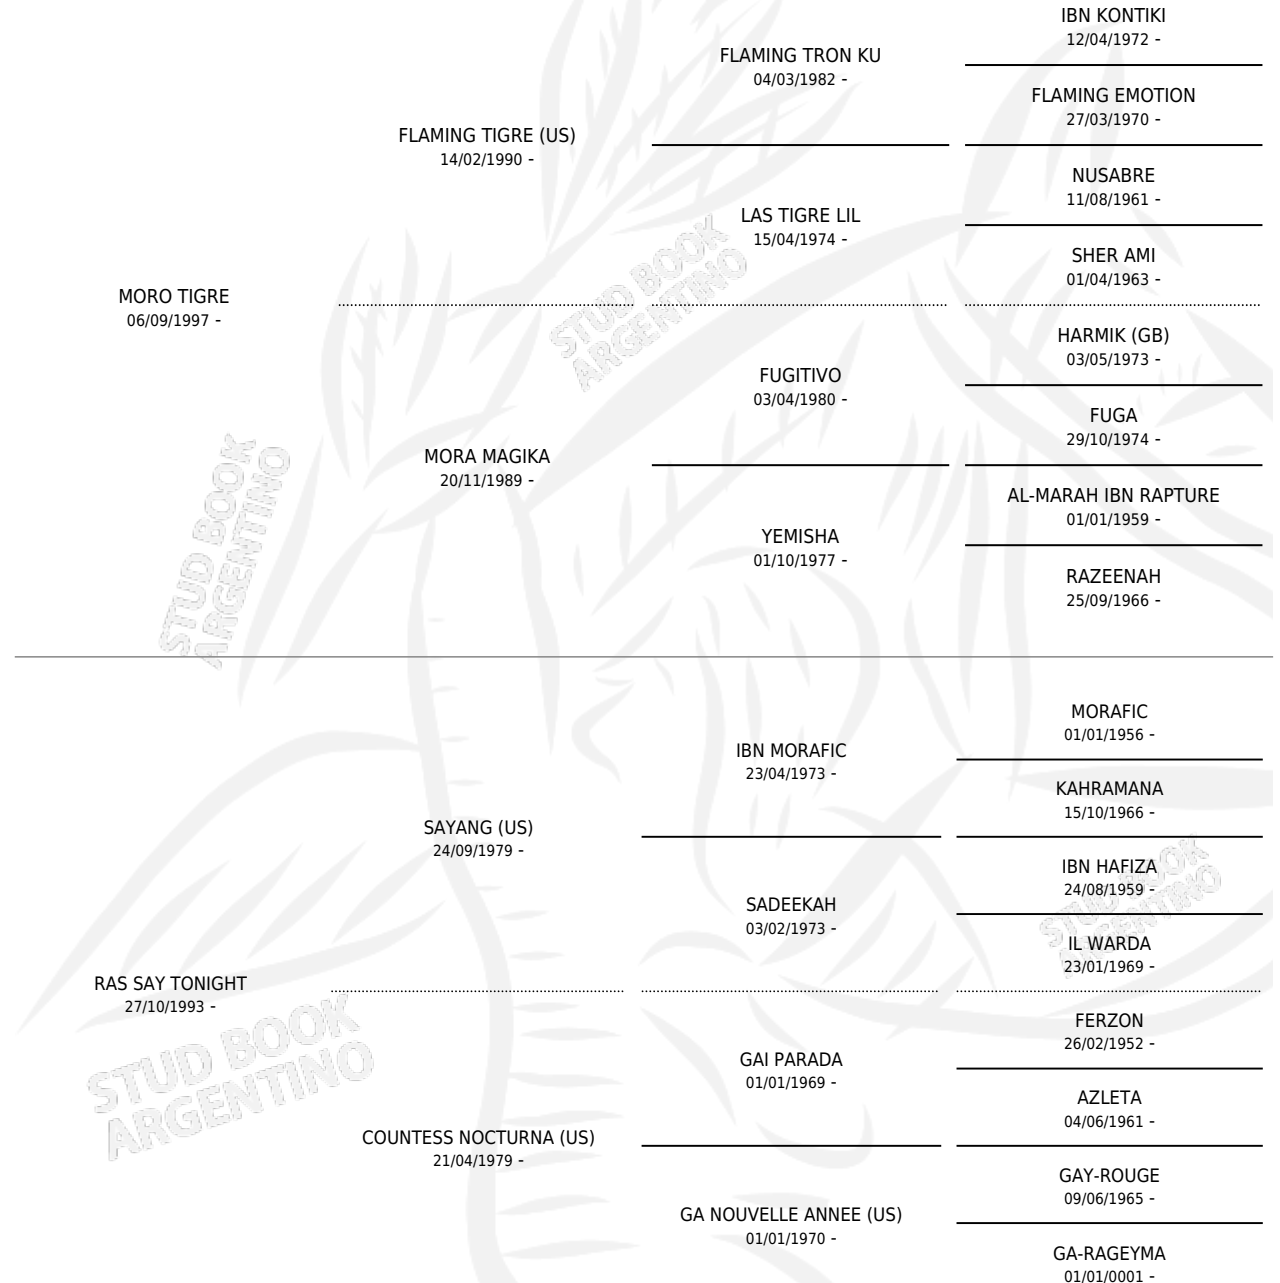 IBN KONTIKI
12/04/1972 -
FLAMING TRON KU
04/03/1982 -
FLAMING EMOTION
27/03/1970 -
FLAMING TIGRE (US)
14/02/1990 -
NUSABRE
11/08/1961 -
LAS TIGRE LIL
15/04/1974 -
SHER AMI
01/04/1963 -
MORO TIGRE
06/09/1997 -
HARMIK (GB)
03/05/1973 -
FUGITIVO
03/04/1980 -
FUGA
29/10/1974 -
MORA MAGIKA
20/11/1989 -
AL-MARAH IBN RAPTURE
01/01/1959 -
YEMISHA
01/10/1977 -
RAZEENAH
25/09/1966 -
MORAFIC
01/01/1956 -
IBN MORAFIC
23/04/1973 -
KAHRAMANA
15/10/1966 -
SAYANG (US)
24/09/1979 -
IBN HAFIZA
24/08/1959 -
SADEEKAH
03/02/1973 -
IL WARDA
23/01/1969 -
RAS SAY TONIGHT
27/10/1993 -
FERZON
26/02/1952 -
GAI PARADA
01/01/1969 -
AZLETA
04/06/1961 -
COUNTESS NOCTURNA (US)
21/04/1979 -
GAY-ROUGE
09/06/1965 -
GA NOUVELLE ANNEE (US)
01/01/1970 -
GA-RAGEYMA
01/01/0001 -
STUD BOOK
ARGENTINO
STUD BOOK
ARGENTINO
STUD BOOK
ARGENTINO
STUD BOOK
ARGENTINO